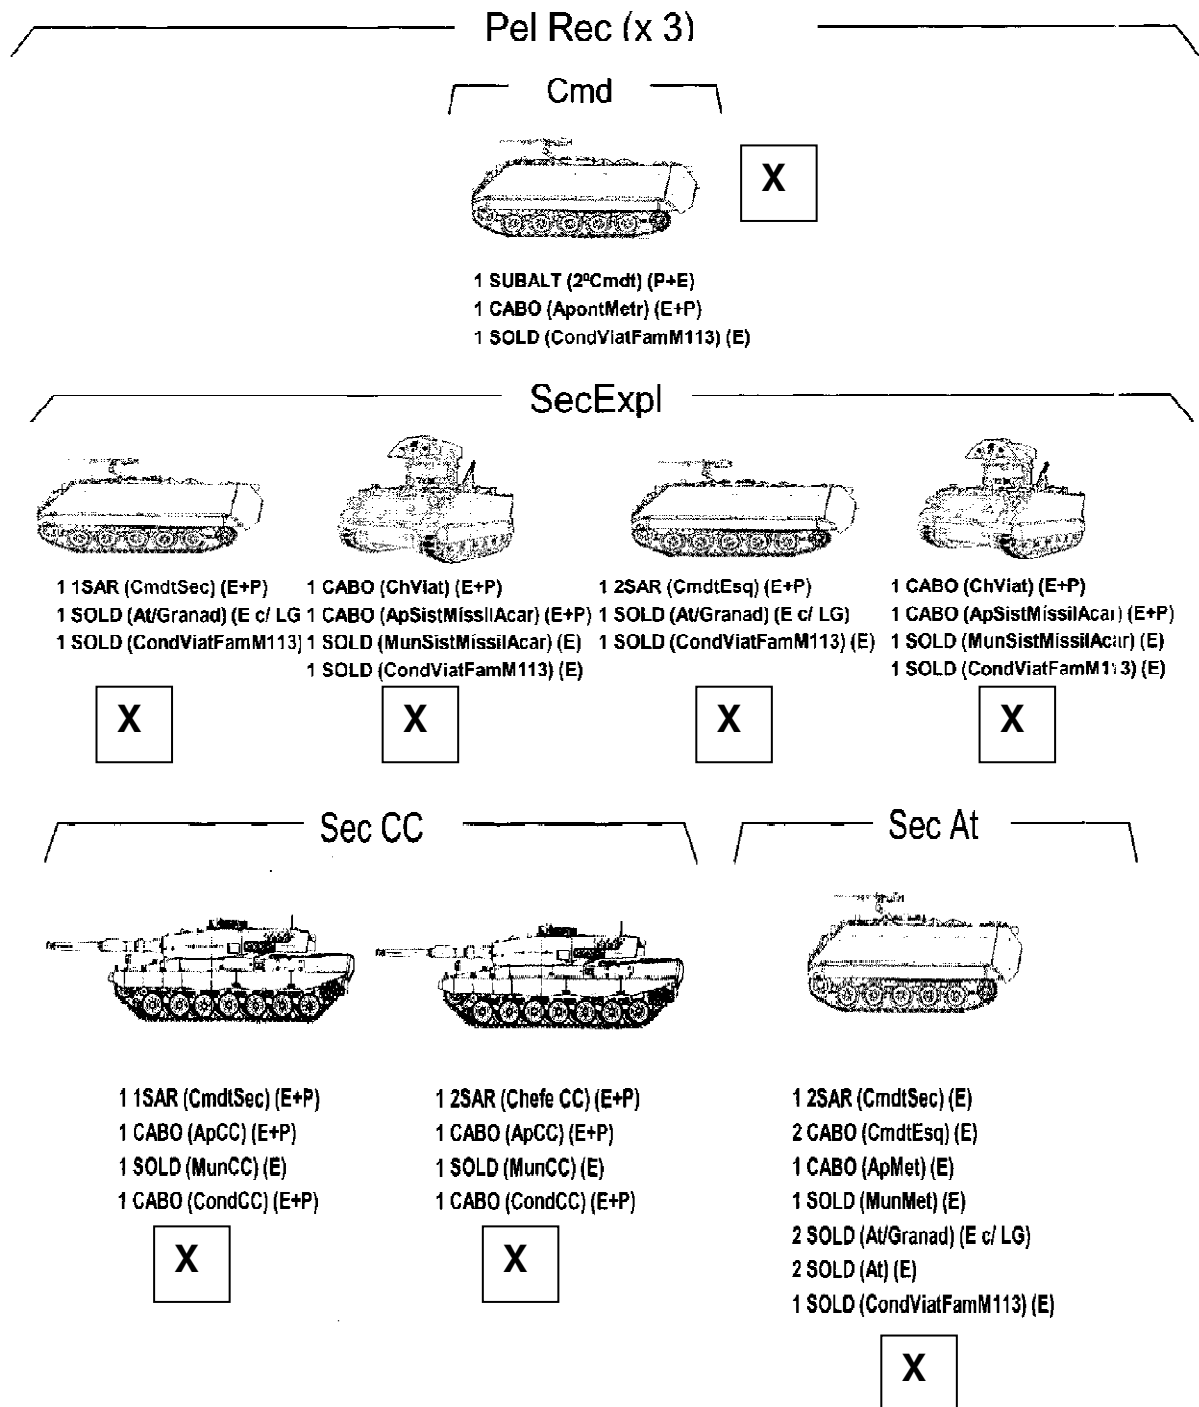 Pel Rec (x 3)
Cmd
X
1 SUBALT (2ºCmdt) (P+E)
1 CABO (ApontMetr) (E+P)
1 SOLD (CondViatFamM113) (E)
SecExpl
1 1SAR (CmdtSec) (E+P)
1 SOLD (At/Granad) (E c/ LG)
1 SOLD (CondViatFamM113)
X
1 CABO (ChViat) (E+P)
1 CABO (ApSistMissilAcar) (E+P)
1 SOLD (MunSistMissilAcar) (E)
1 SOLD (CondViatFamM113) (E)
X
1 2SAR (CmdtEsq) (E+P)
1 SOLD (At/Granad) (E c/ LG)
1 SOLD (CondViatFamM113) (E)
X
1 CABO (ChViat) (E+P)
1 CABO (ApSistMissilAcar) (E+P)
1 SOLD (MunSistMissilAcar) (E)
1 SOLD (CondViatFamM113) (E)
X
Sec CC
1 1SAR (CmdtSec) (E+P)
1 CABO (ApCC) (E+P)
1 SOLD (MunCC) (E)
1 CABO (CondCC) (E+P)
X
1 2SAR (Chefe CC) (E+P)
1 CABO (ApCC) (E+P)
1 SOLD (MunCC) (E)
1 CABO (CondCC) (E+P)
X
Sec At
1 2SAR (CmdtSec) (E)
2 CABO (CmdtEsq) (E)
1 CABO (ApMet) (E)
1 SOLD (MunMet) (E)
2 SOLD (At/Granad) (E c/ LG)
2 SOLD (At) (E)
1 SOLD (CondViatFamM113) (E)
X